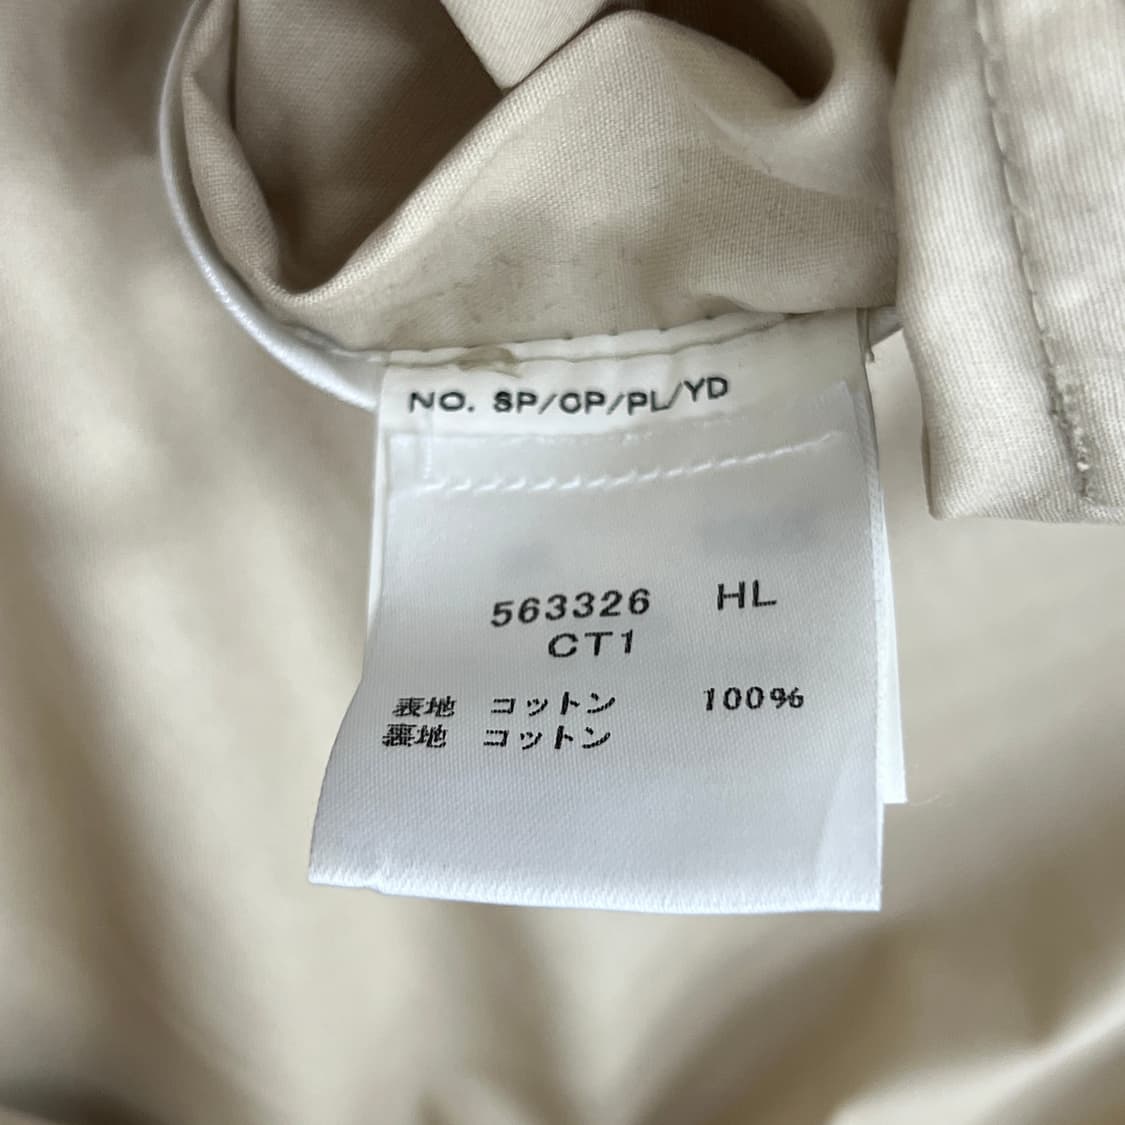 NO. SP/CP/PL/YD
563326 HL
CT1
表地 コットン 100%
裏地 コットン